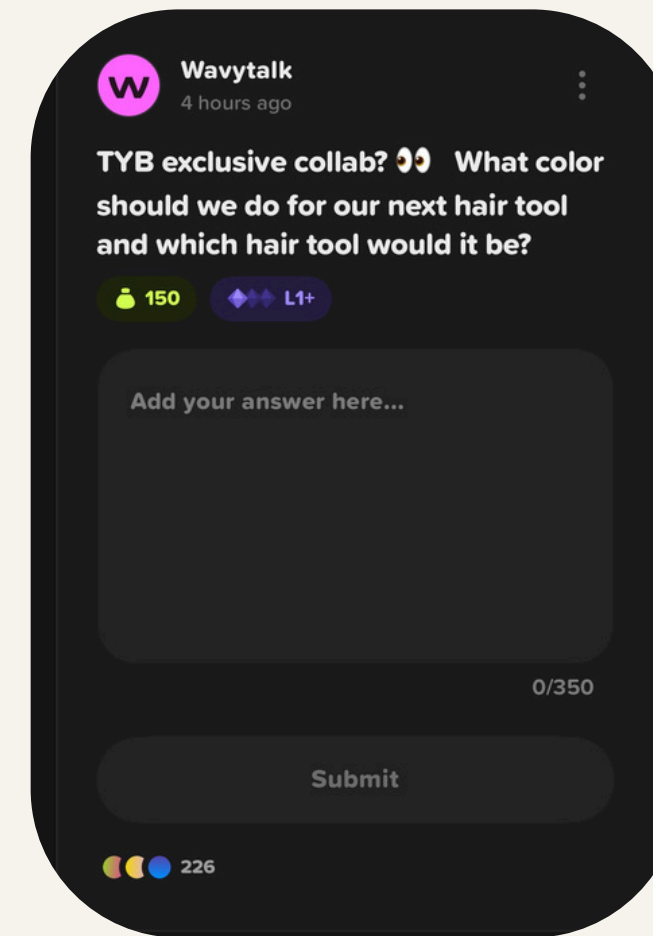 W
Wavytalk
4 hours ago
TYB exclusive collab? 👀 What color
should we do for our next hair tool
and which hair tool would it be?
150 L1+
Add your answer here...
0/350
Submit
226